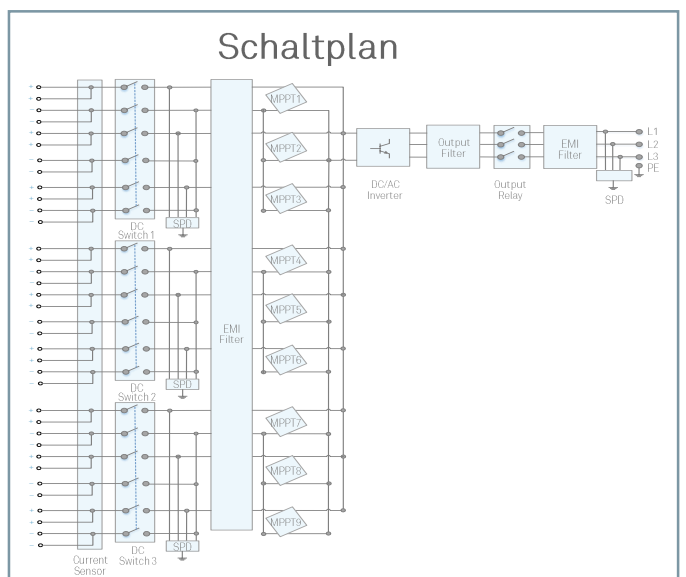 Schaltplan
MPPT1
MPPT2
MPPT3
SPD
DC
Switch 1
MPPT4
MPPT5
MPPT6
SPD
DC
Switch 2
MPPT7
MPPT8
MPPT9
SPD
DC
Switch 3
Current
Sensor
EMI
Filter
DC/AC
Inverter
Output
Filter
Output
Relay
EMI
Filter
SPD
L1
L2
L3
PE